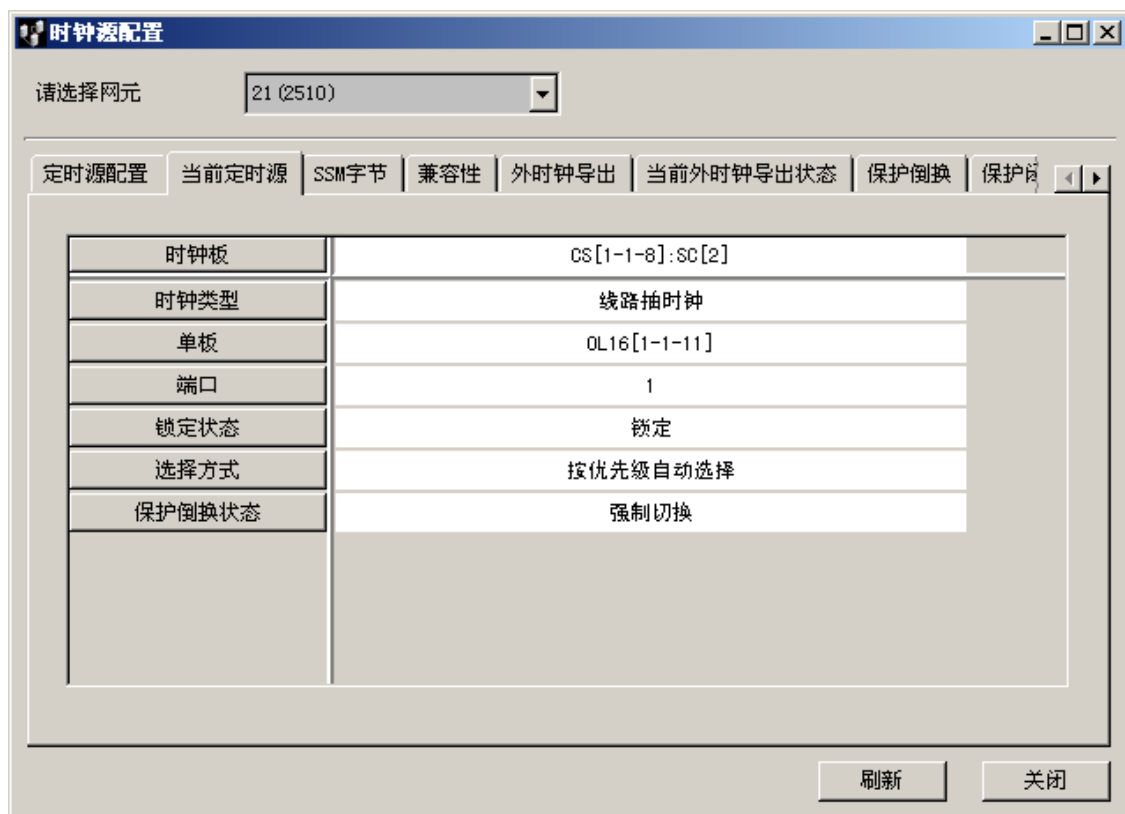 时钟源配置
请选择网元 21(2510)
定时源配置 当前定时源 SSM字节 兼容性 外时钟导出 当前外时钟导出状态 保护倒换 保护闭
时钟板 CS[1-1-8]:SC[2]
时钟类型 线路抽时钟
单板 OL16[1-1-11]
端口 1
锁定状态 锁定
选择方式 按优先级自动选择
保护倒换状态 强制切换
刷新 关闭